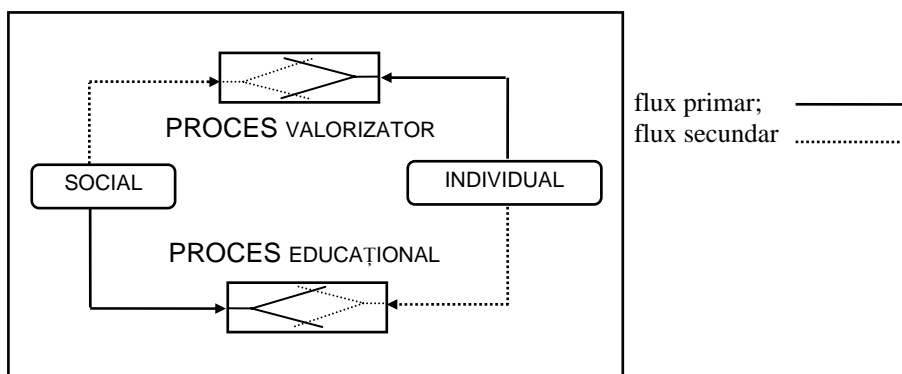 PROCES VALORIZATOR
flux primar;
flux secundar
SOCIAL
INDIVIDUAL
PROCES EDUCAȚIONAL